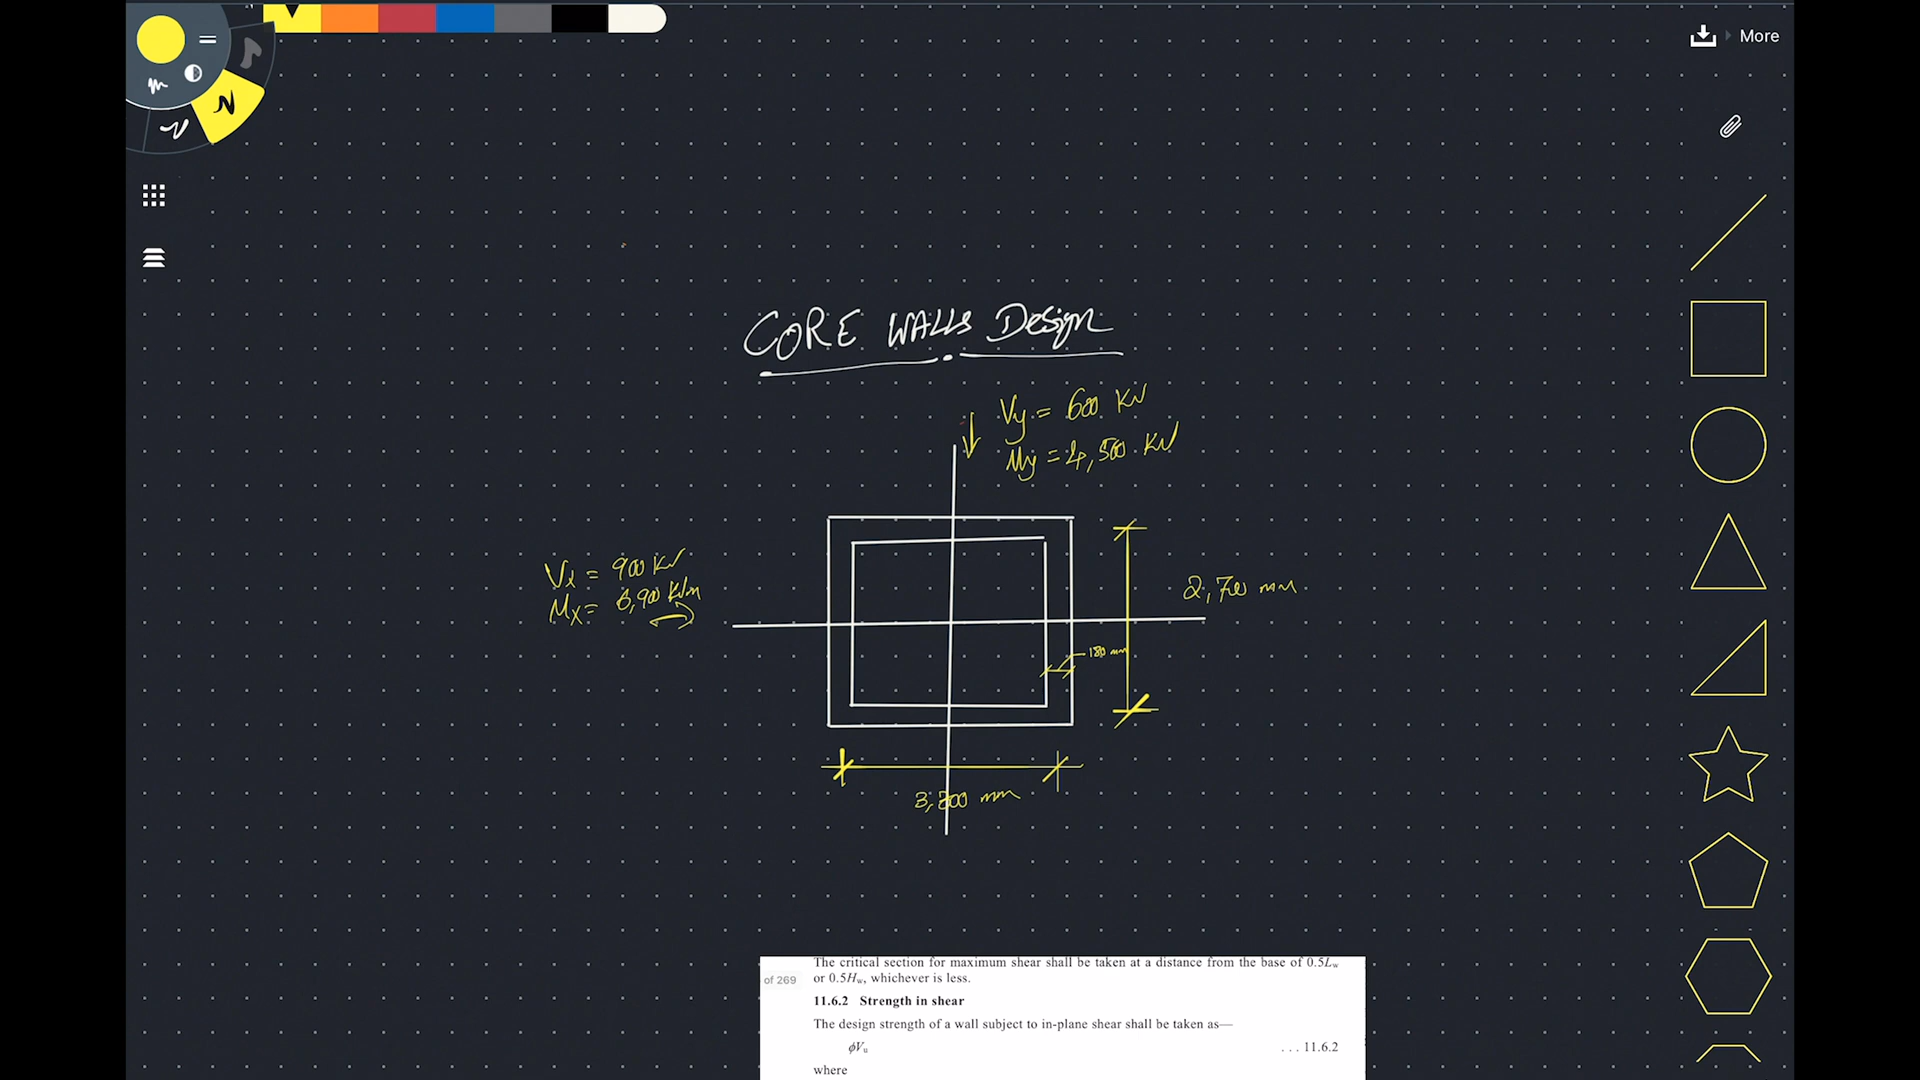 More
CORE WALLS Design
Vy = 600 KN
My = 4,500 KN
Vx = 900 KN
Mx = 6,900 KNm
2,700 mm
180 mm
mm
of 269
The critical section for maximum shear shall be taken at a distance from the base of 0.5Lw
or 0.5Hw, whichever is less.
11.6.2 Strength in shear
The design strength of a wall subject to in-plane shear shall be taken as—
ϕVu ... 11.6.2
where